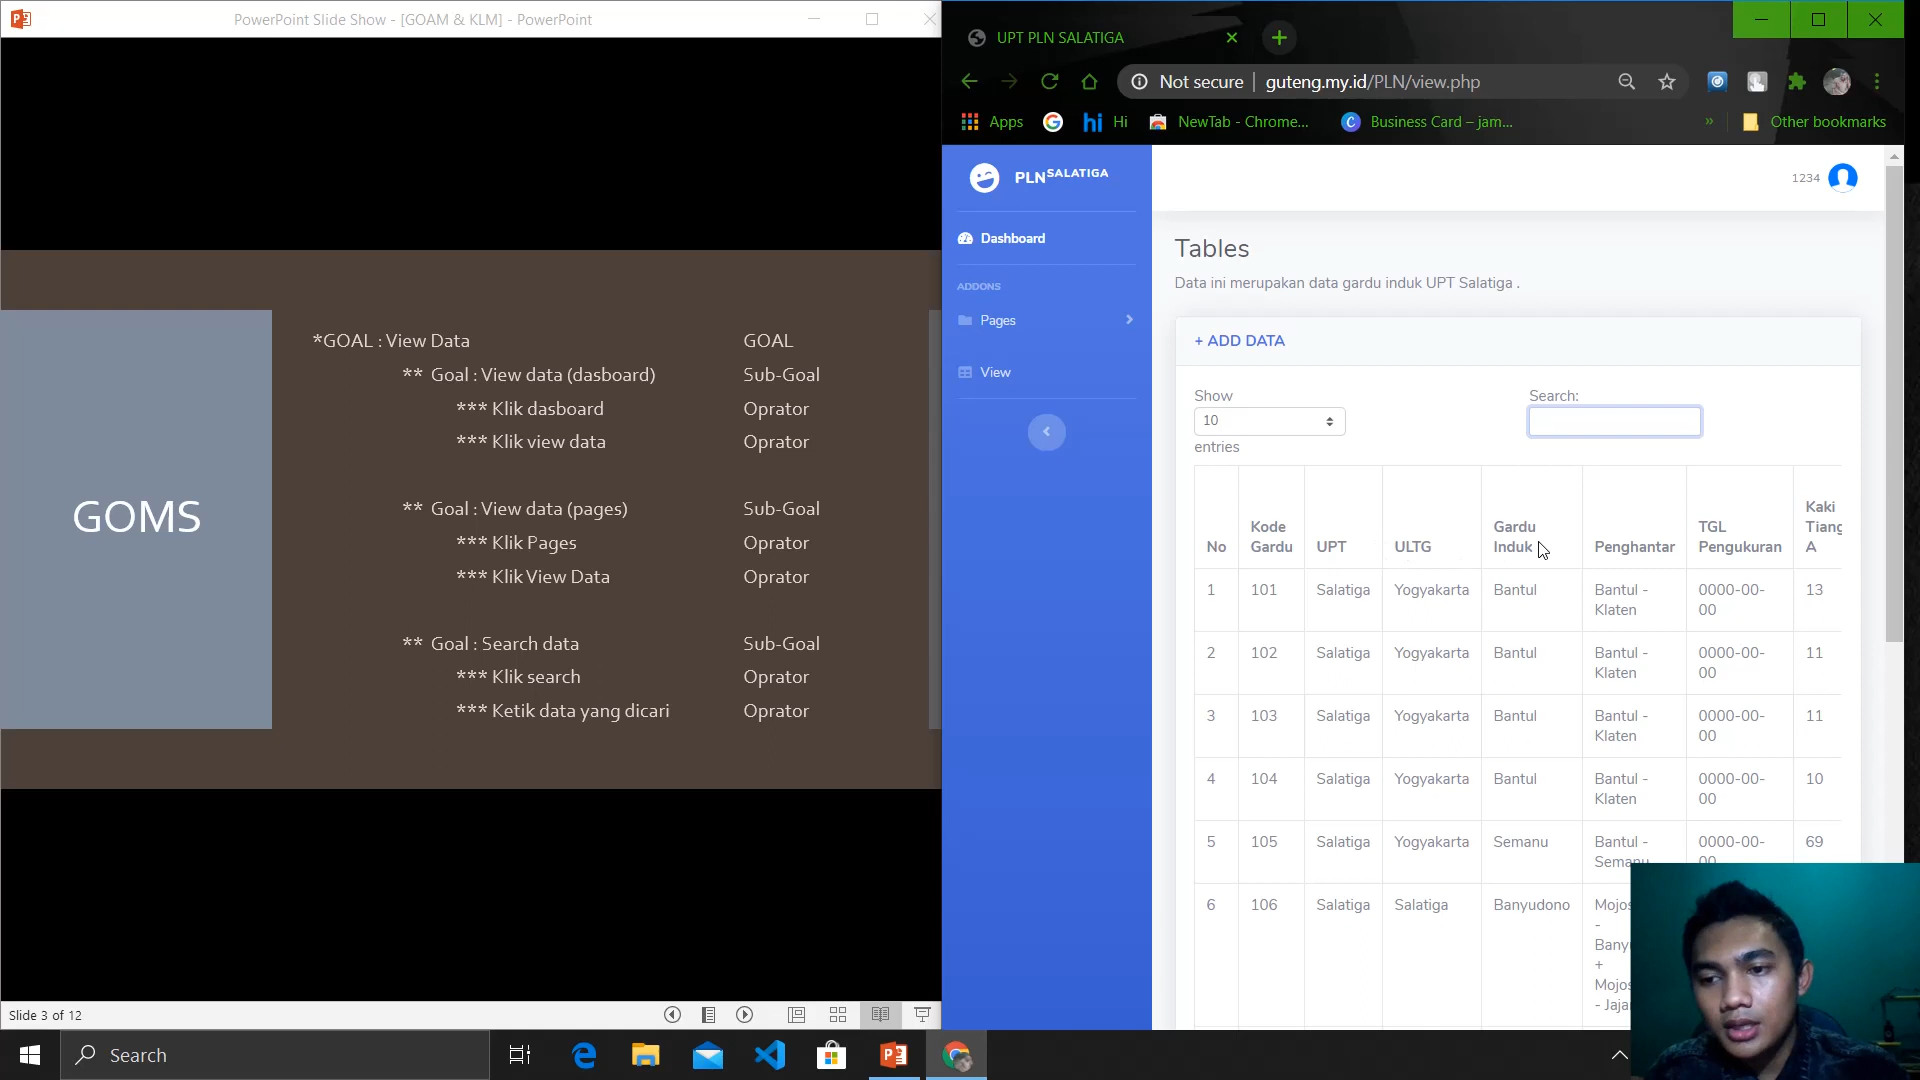 PowerPoint Slide Show - [GOAM & KLM] - PowerPoint
GOMS
*GOAL : View Data GOAL
** Goal : View data (dasboard) Sub-Goal
*** Klik dasboard Oprator
*** Klik view data Oprator
** Goal : View data (pages) Sub-Goal
*** Klik Pages Oprator
*** Klik View Data Oprator
** Goal : Search data Sub-Goal
*** Klik search Oprator
*** Ketik data yang dicari Oprator
Slide 3 of 12
UPT PLN SALATIGA
Not secure | guteng.my.id/PLN/view.php
Apps
hi Hi
NewTab - Chrome...
C Business Card – jam...
» Other bookmarks
PLN SALATIGA
Dashboard
ADDONS
Pages
View
1234
Tables
Data ini merupakan data gardu induk UPT Salatiga .
+ ADD DATA
Show
10
entries
Search:
No Kode Gardu UPT ULTG Gardu Induk Penghantar TGL Pengukuran Kaki Tiang A
1 101 Salatiga Yogyakarta Bantul Bantul - Klaten 0000-00-00 13
2 102 Salatiga Yogyakarta Bantul Bantul - Klaten 0000-00-00 11
3 103 Salatiga Yogyakarta Bantul Bantul - Klaten 0000-00-00 11
4 104 Salatiga Yogyakarta Bantul Bantul - Klaten 0000-00-00 10
5 105 Salatiga Yogyakarta Semanu Bantul - Semanu 0000-00-00 69
6 106 Salatiga Salatiga Banyudono
Search